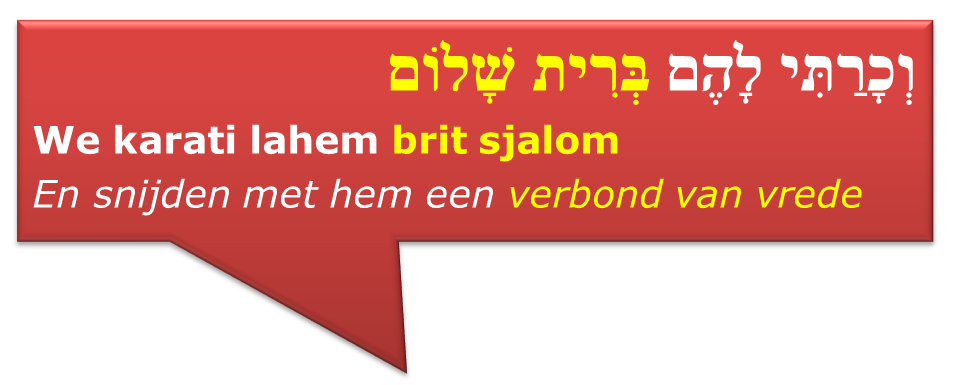 וְכָרַתִּי לָהֶם בְּרִית שָׁלוֹם
We karati lahem brit sjalom
En snijden met hem een verbond van vrede